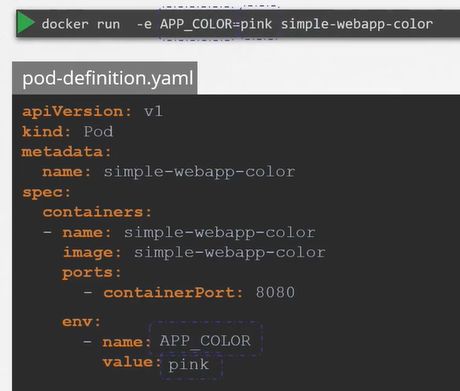 docker run -e APP_COLOR=pink simple-webapp-color
pod-definition.yaml
apiVersion: v1
kind: Pod
metadata:
  name: simple-webapp-color
spec:
  containers:
  - name: simple-webapp-color
    image: simple-webapp-color
    ports:
      - containerPort: 8080
    env:
      - name: APP_COLOR
        value: pink